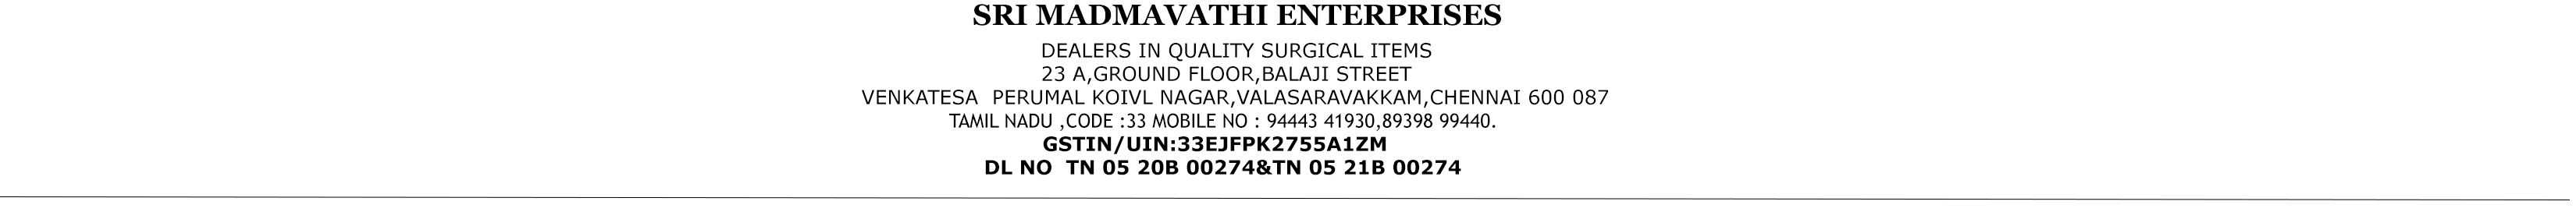 SRI MADMAVATHI ENTERPRISES
DEALERS IN QUALITY SURGICAL ITEMS
23 A,GROUND FLOOR,BALAJI STREET
VENKATESA  PERUMAL KOIVL NAGAR,VALASARAVAKKAM,CHENNAI 600 087
TAMIL NADU ,CODE :33 MOBILE NO : 94443 41930,89398 99440.
GSTIN/UIN:33EJFPK2755A1ZM
DL NO  TN 05 20B 00274&TN 05 21B 00274